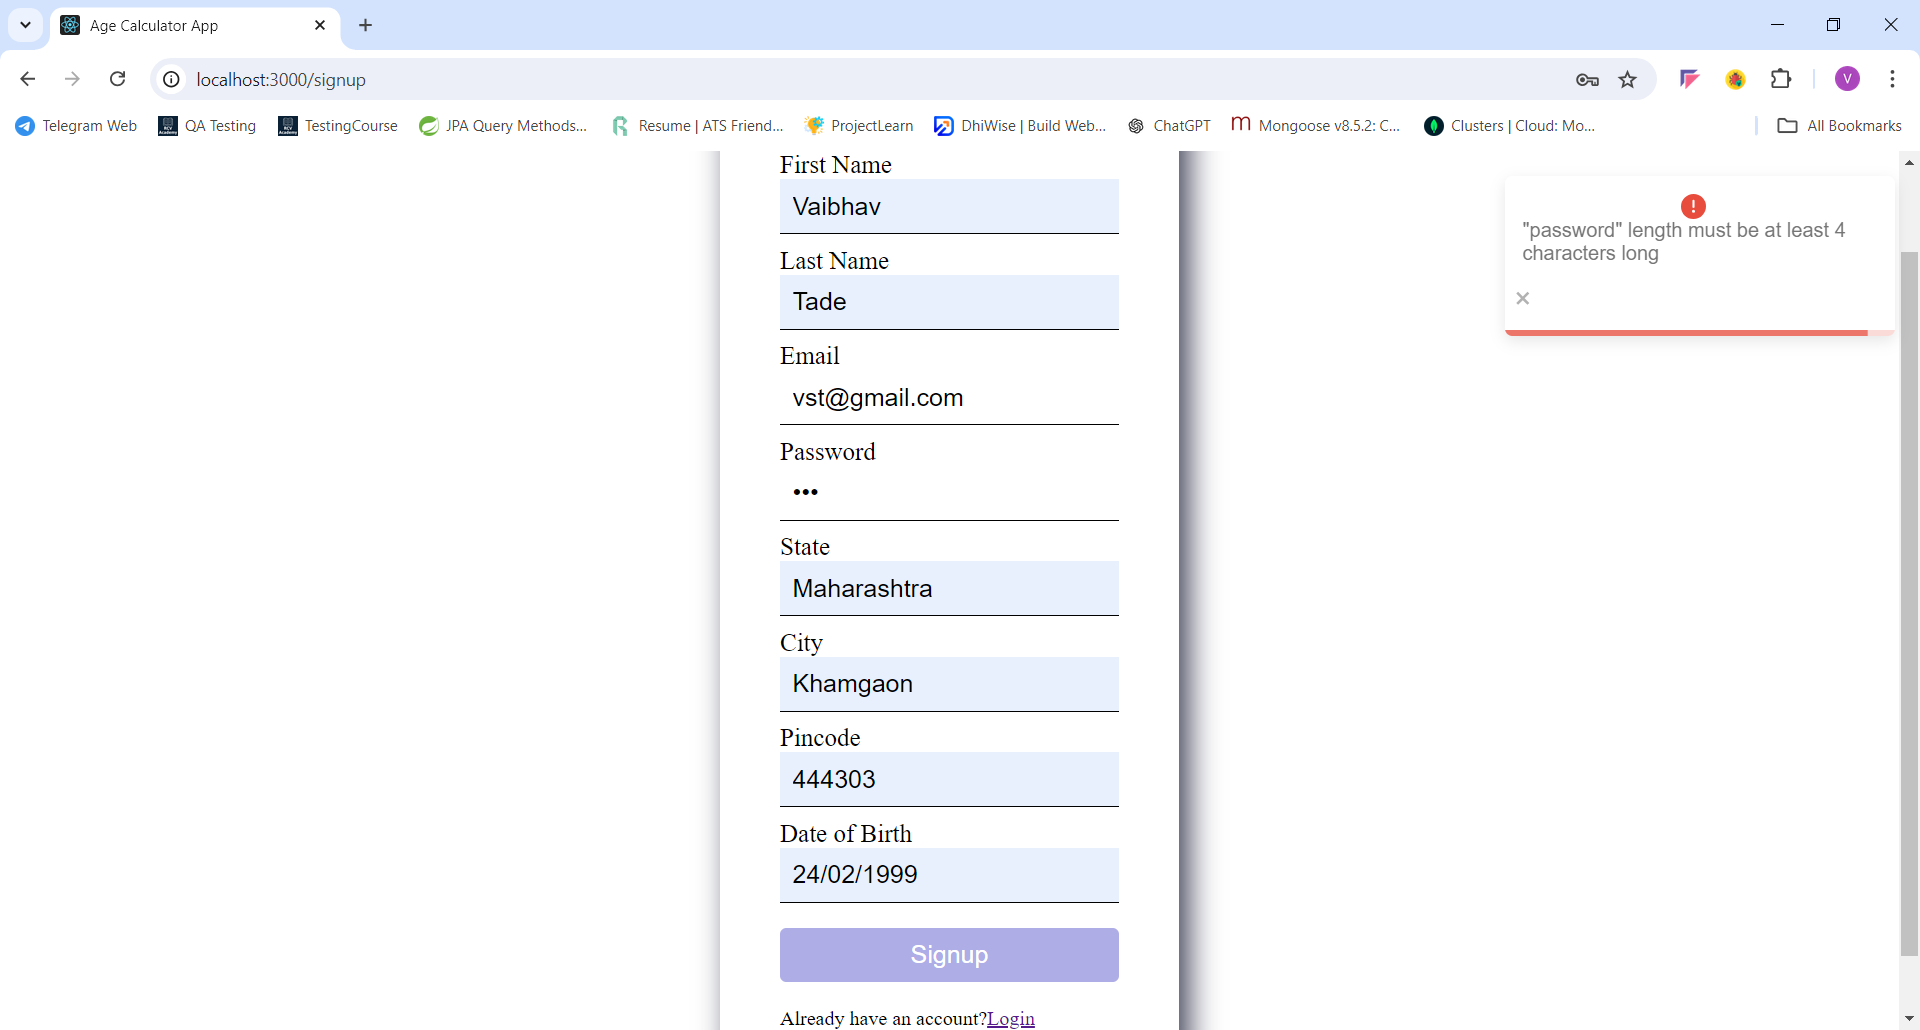 Age Calculator App
localhost:3000/signup
V
Telegram Web
QA Testing
TestingCourse
JPA Query Methods...
Resume | ATS Friend...
ProjectLearn
DhiWise | Build Web...
ChatGPT
Mongoose v8.5.2: C...
Clusters | Cloud: Mo...
All Bookmarks
First Name
Vaibhav
Last Name
Tade
Email
vst@gmail.com
Password
•••
State
Maharashtra
City
Khamgaon
Pincode
444303
Date of Birth
24/02/1999
Signup
Already have an account?Login
"password" length must be at least 4
characters long